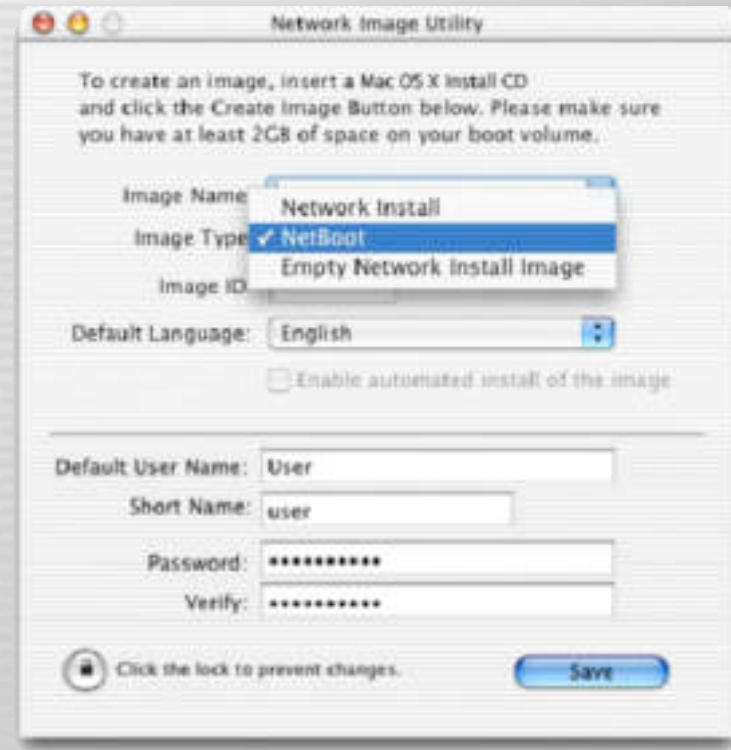 Network Image Utility
To create an image, insert a Mac OS X Install CD
and click the Create Image Button below. Please make sure
you have at least 2GB of space on your boot volume.
Image Name
Network Install
Image Type ✓ NetBoot
Empty Network Install Image
Image ID
Default Language: English
Enable automated install of the image
Default User Name: User
Short Name: user
Password: ••••••••••
Verify: ••••••••••
Click the lock to prevent changes.
Save